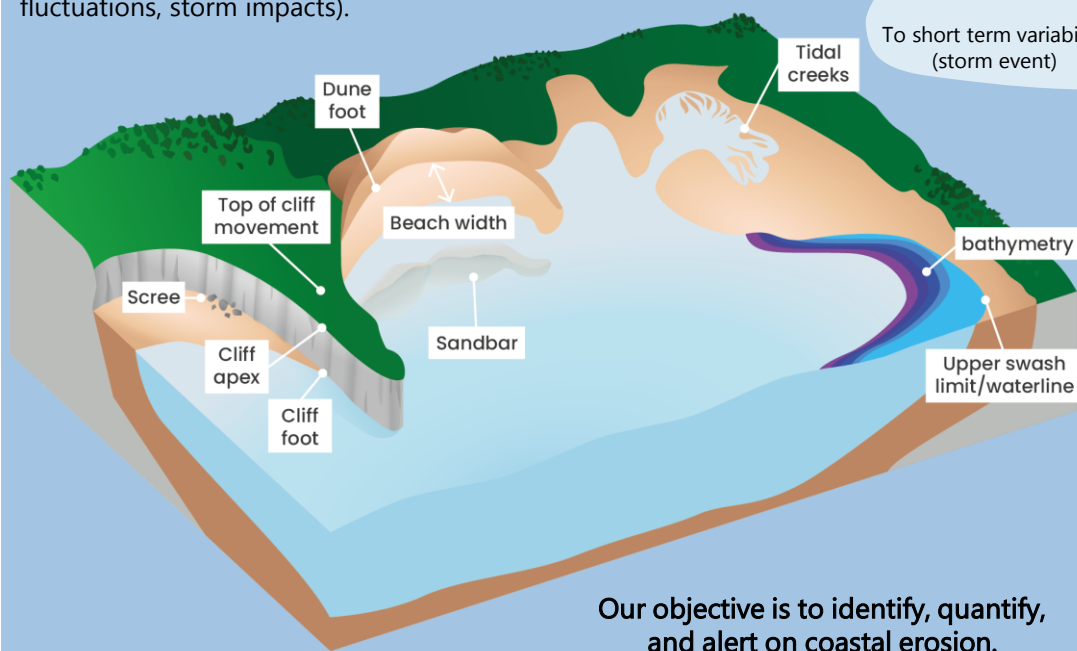 fluctuations, storm impacts).
To short term variabi
(storm event)
Tidal
creeks
Dune
foot
Top of cliff
movement
Beach width
bathymetry
Scree
Sandbar
Cliff
apex
Upper swash
limit/waterline
Cliff
foot
Our objective is to identify, quantify,
and alert on coastal erosion.